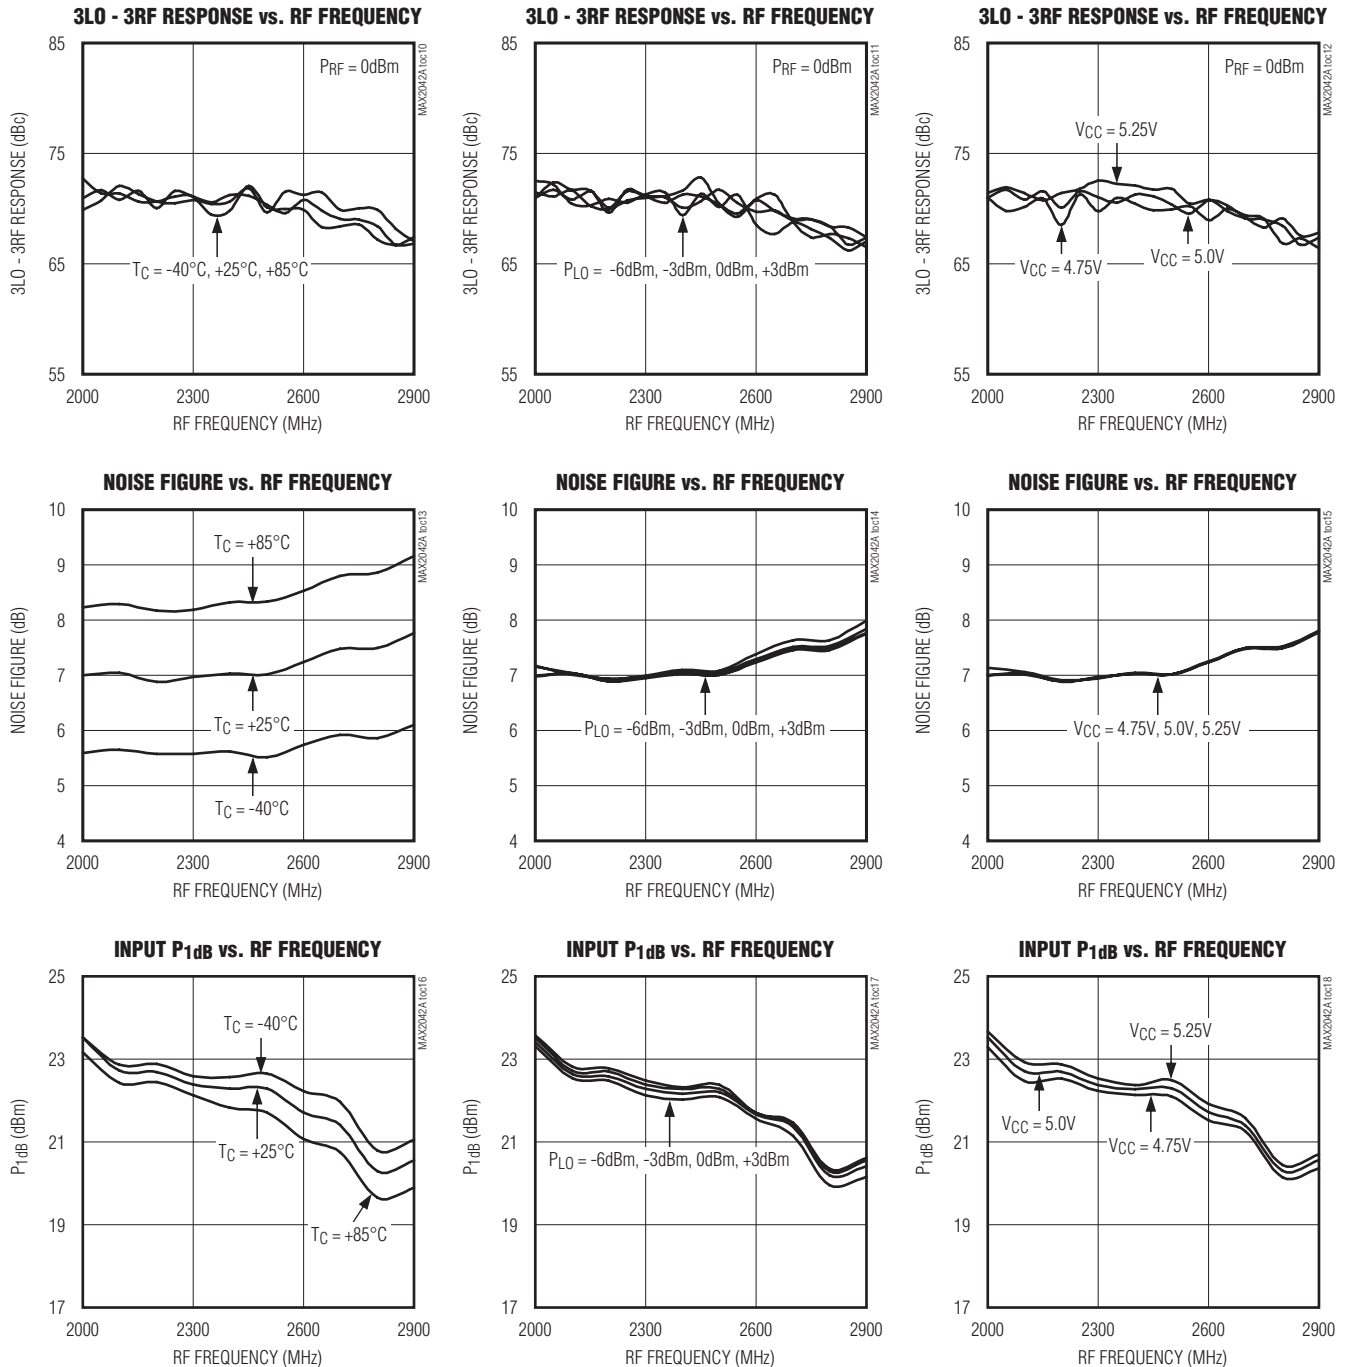 3LO - 3RF RESPONSE vs. RF FREQUENCY
3LO - 3RF RESPONSE (dBc)
85
75
65
55
PRF = 0dBm
MAX2042A toc10
TC = -40°C, +25°C, +85°C
2000 2300 2600 2900
RF FREQUENCY (MHz)
3LO - 3RF RESPONSE vs. RF FREQUENCY
3LO - 3RF RESPONSE (dBc)
85
75
65
55
PRF = 0dBm
MAX2042A toc11
PLO = -6dBm, -3dBm, 0dBm, +3dBm
2000 2300 2600 2900
RF FREQUENCY (MHz)
3LO - 3RF RESPONSE vs. RF FREQUENCY
3LO - 3RF RESPONSE (dBc)
85
75
65
55
PRF = 0dBm
MAX2042A toc12
VCC = 5.25V
VCC = 4.75V
VCC = 5.0V
2000 2300 2600 2900
RF FREQUENCY (MHz)
NOISE FIGURE vs. RF FREQUENCY
NOISE FIGURE (dB)
10
9
8
7
6
5
4
MAX2042A toc13
TC = +85°C
TC = +25°C
TC = -40°C
2000 2300 2600 2900
RF FREQUENCY (MHz)
NOISE FIGURE vs. RF FREQUENCY
NOISE FIGURE (dB)
10
9
8
7
6
5
4
MAX2042A toc14
PLO = -6dBm, -3dBm, 0dBm, +3dBm
2000 2300 2600 2900
RF FREQUENCY (MHz)
NOISE FIGURE vs. RF FREQUENCY
NOISE FIGURE (dB)
10
9
8
7
6
5
4
MAX2042A toc15
VCC = 4.75V, 5.0V, 5.25V
2000 2300 2600 2900
RF FREQUENCY (MHz)
INPUT P1dB vs. RF FREQUENCY
P1dB (dBm)
25
23
21
19
17
MAX2042A toc16
TC = -40°C
TC = +25°C
TC = +85°C
2000 2300 2600 2900
RF FREQUENCY (MHz)
INPUT P1dB vs. RF FREQUENCY
P1dB (dBm)
25
23
21
19
17
MAX2042A toc17
PLO = -6dBm, -3dBm, 0dBm, +3dBm
2000 2300 2600 2900
RF FREQUENCY (MHz)
INPUT P1dB vs. RF FREQUENCY
P1dB (dBm)
25
23
21
19
17
MAX2042A toc18
VCC = 5.25V
VCC = 5.0V
VCC = 4.75V
2000 2300 2600 2900
RF FREQUENCY (MHz)